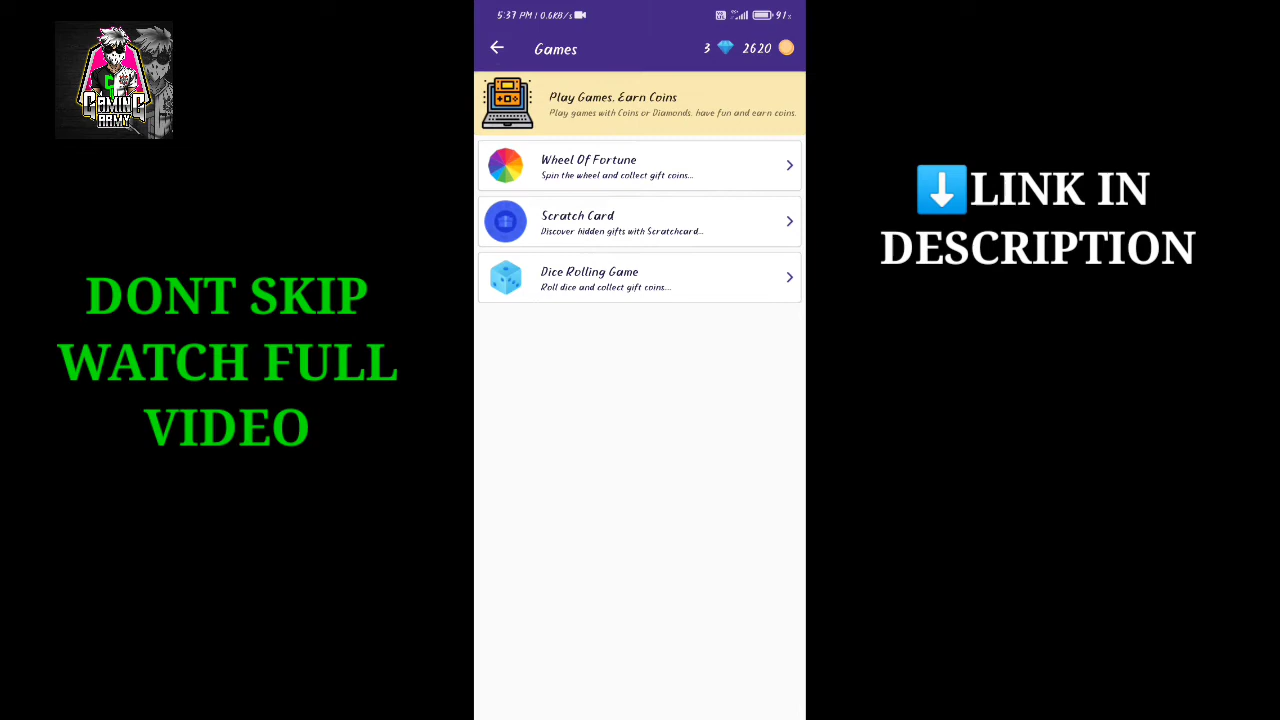 GAMING
ARMY
DONT SKIP
WATCH FULL
VIDEO
5:37 PM | 0.6KB/s
91%
Games
3
2620
Play Games, Earn Coins
Play games with Coins or Diamonds, have fun and earn coins.
Wheel Of Fortune
Spin the wheel and collect gift coins...
Scratch Card
Discover hidden gifts with Scratchcard...
Dice Rolling Game
Roll dice and collect gift coins....
⬇️LINK IN
DESCRIPTION